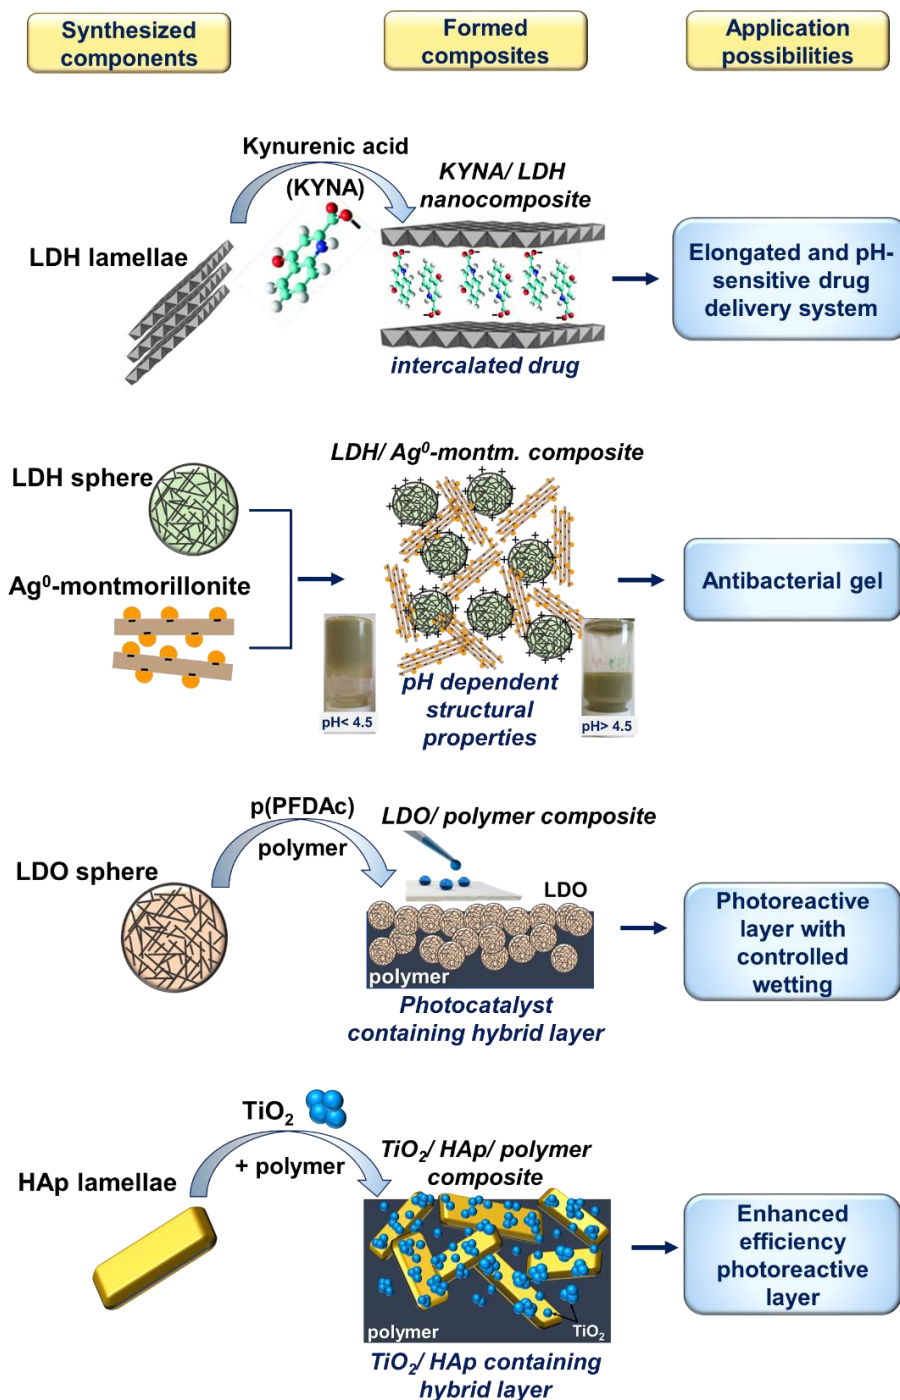 Synthesized
components
Formed
composites
Application
possibilities
Kynurenic acid
(KYNA)
LDH lamellae
KYNA/ LDH
nanocomposite
intercalated drug
Elongated and pH-
sensitive drug
delivery system
LDH sphere
Ag⁰-montmorillonite
LDH/ Ag⁰-montm. composite
pH< 4.5
pH dependent
structural
properties
pH> 4.5
Antibacterial gel
p(PFDAc)
polymer
LDO sphere
LDO/ polymer composite
LDO
polymer
Photocatalyst
containing hybrid layer
Photoreactive
layer with
controlled
wetting
TiO₂
+ polymer
HAp lamellae
TiO₂/ HAp/ polymer
composite
polymer
TiO₂
TiO₂/ HAp containing
hybrid layer
Enhanced
efficiency
photoreactive
layer